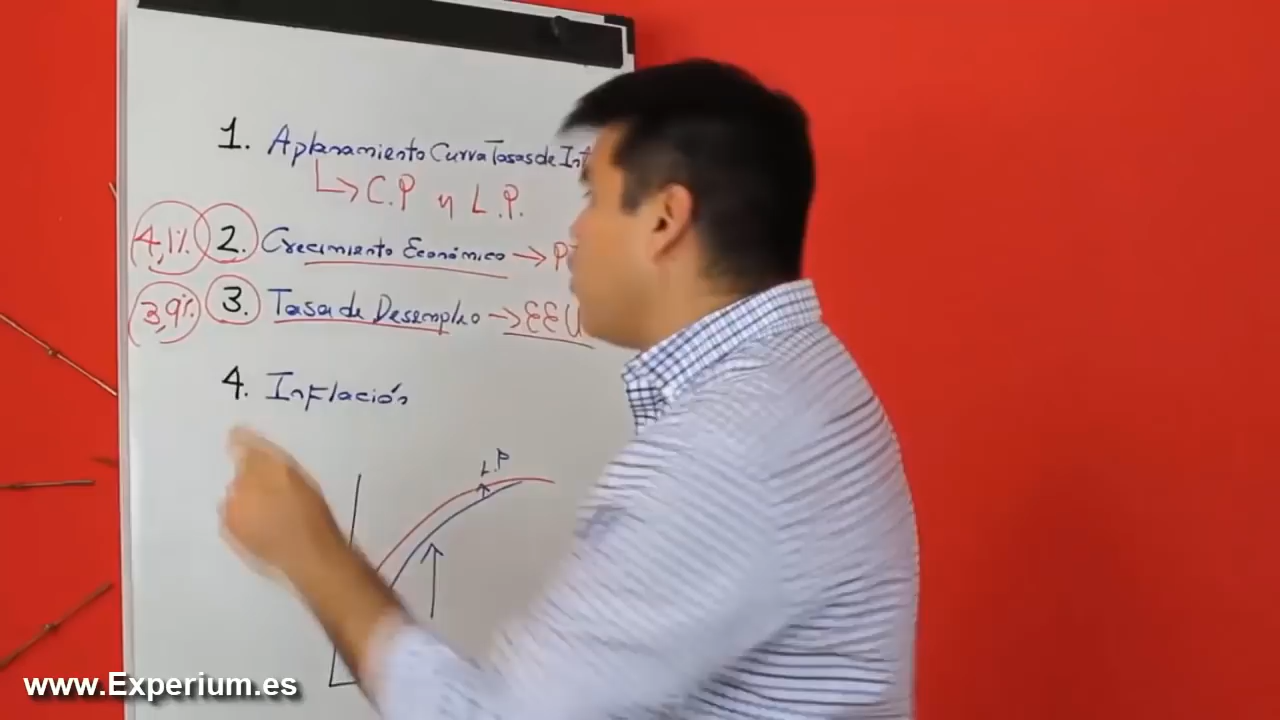 1. Aplanamiento Curva Tasas de Int
C.P y L.P.
4,1% 2. Crecimiento Económico → P
3,9% 3. Tasa de Desempleo → EEU
4. Inflación
L.P
www.Experium.es